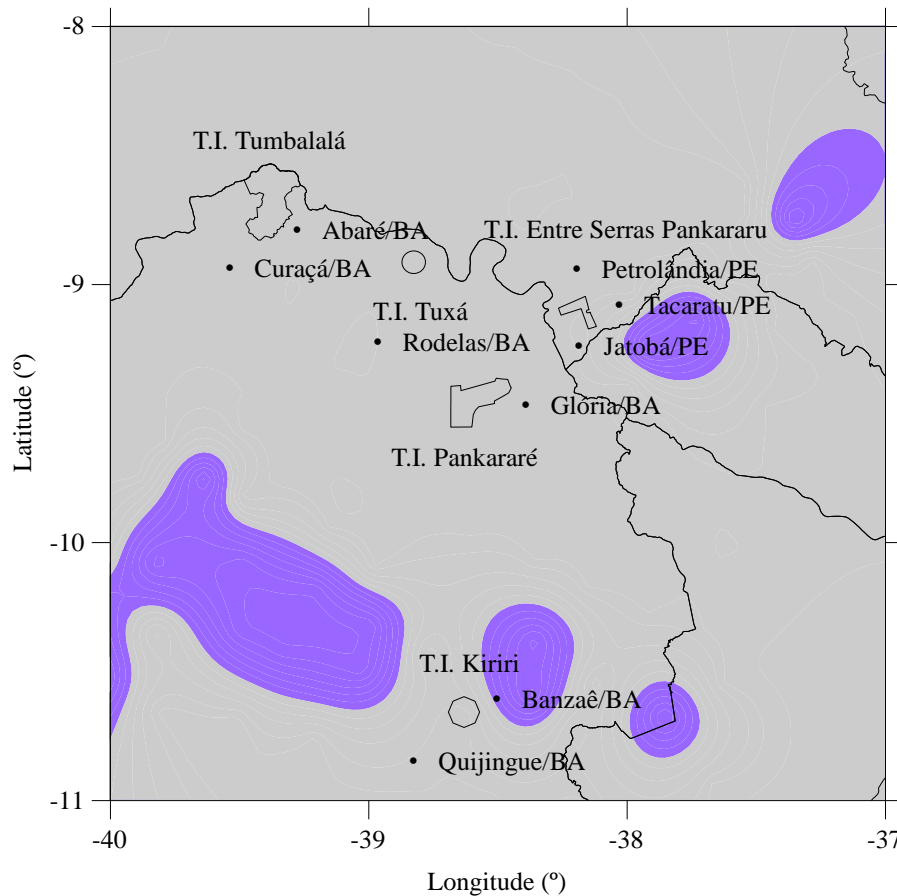 -8
T.I. Tumbalalá
Abaré/BA
T.I. Entre Serras Pankararu
Curaçá/BA
Petrolândia/PE
-9
T.I. Tuxá
Tacaratu/PE
Rodelas/BA
Jatobá/PE
Glória/BA
Latitude (º)
T.I. Pankararé
-10
T.I. Kiriri
Banzaê/BA
Quijingue/BA
-11
-40
-39
-38
-37
Longitude (º)